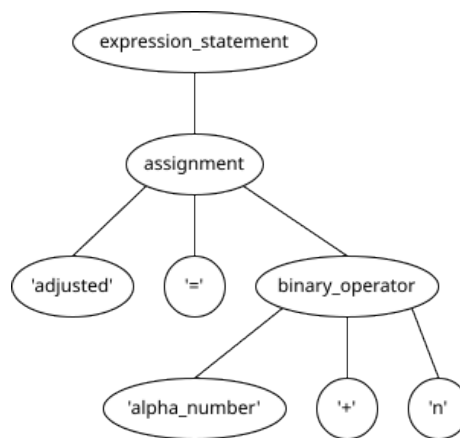 expression_statement
assignment
'adjusted' '=' binary_operator
'alpha_number' '+' 'n'